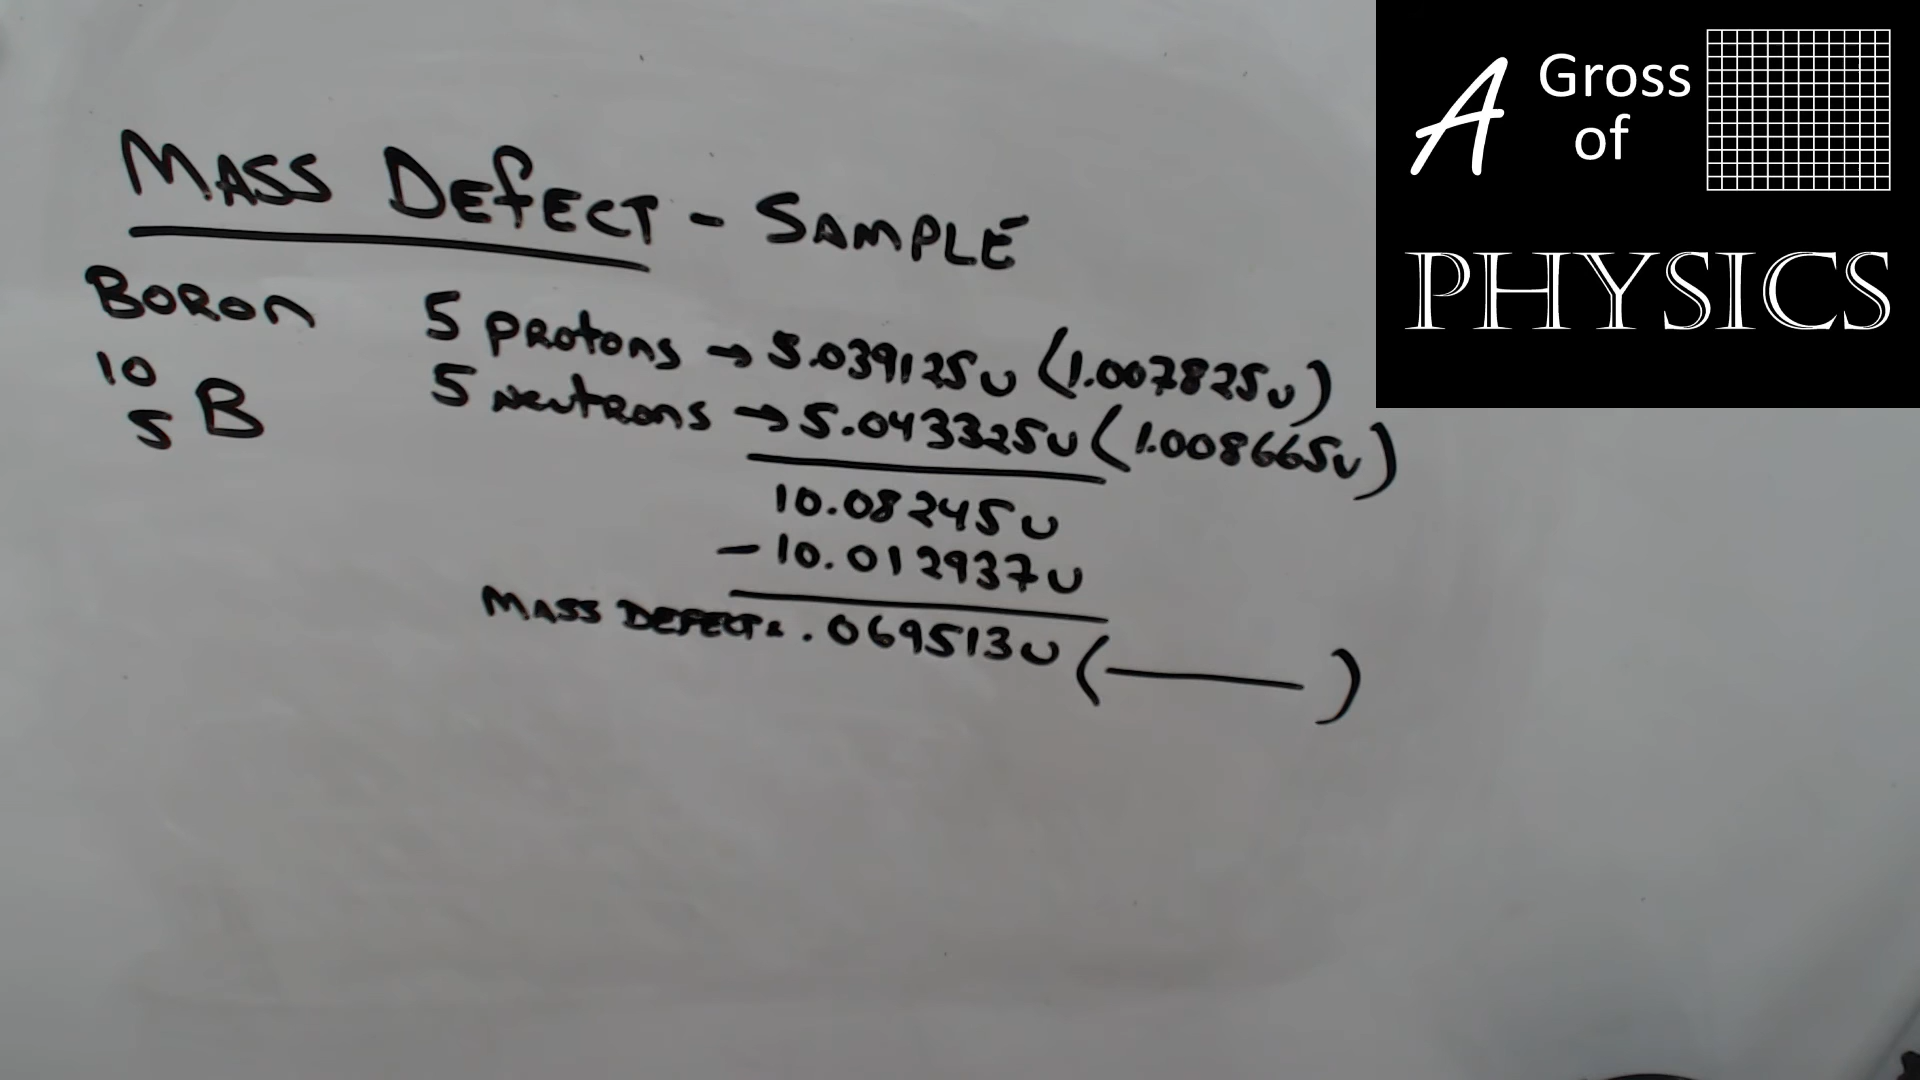 MASS DEFECT - SAMPLE
BORON
10
5 B
5 PROTONS → 5.039125u (1.007825u)
5 NEUTRONS → 5.043325u (1.008665u)
10.08245u
- 10.012937u
MASS DEFECT = .069513u ( )
A Gross of
PHYSICS